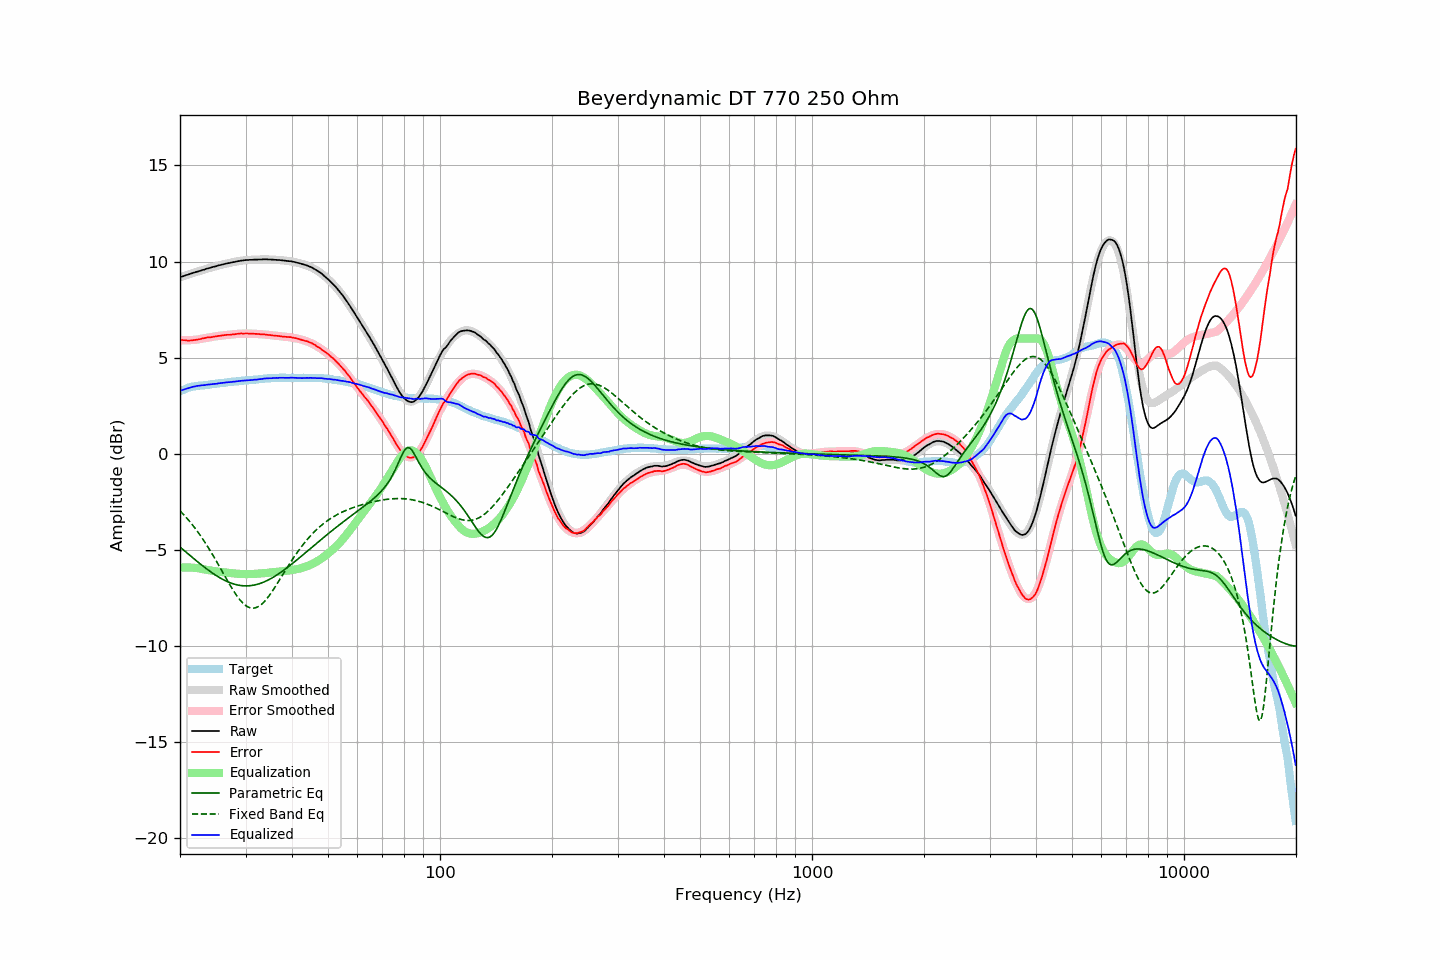 Beyerdynamic DT 770 250 Ohm
Amplitude (dBr)
15
10
5
0
−5
−10
−15
−20
Target
Raw Smoothed
Error Smoothed
Raw
Error
Equalization
Parametric Eq
Fixed Band Eq
Equalized
100
1000
10000
Frequency (Hz)